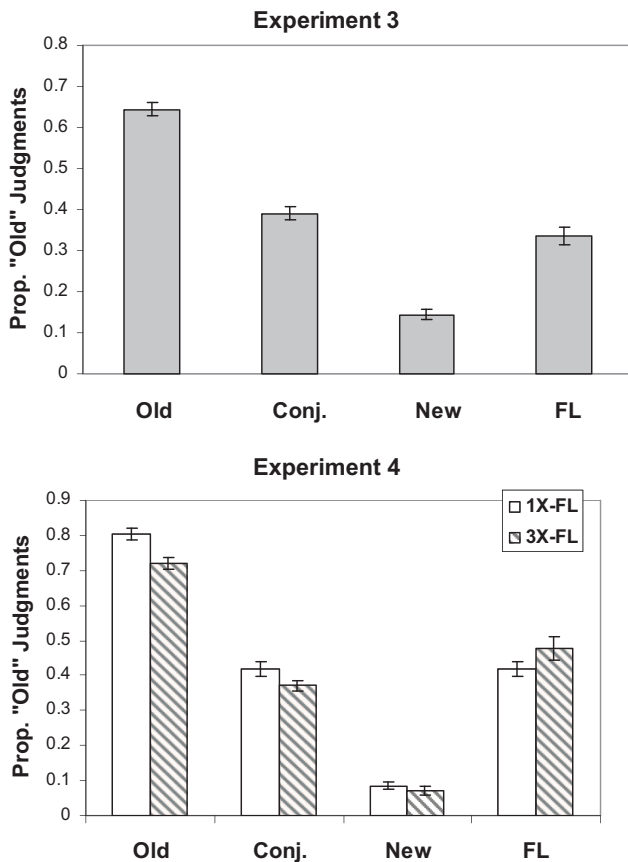 Experiment 3
Prop. "Old" Judgments
0.8
0.7
0.6
0.5
0.4
0.3
0.2
0.1
0
Old Conj. New FL
Experiment 4
Prop. "Old" Judgments
0.9
0.8
0.7
0.6
0.5
0.4
0.3
0.2
0.1
0
1X-FL
3X-FL
Old Conj. New FL